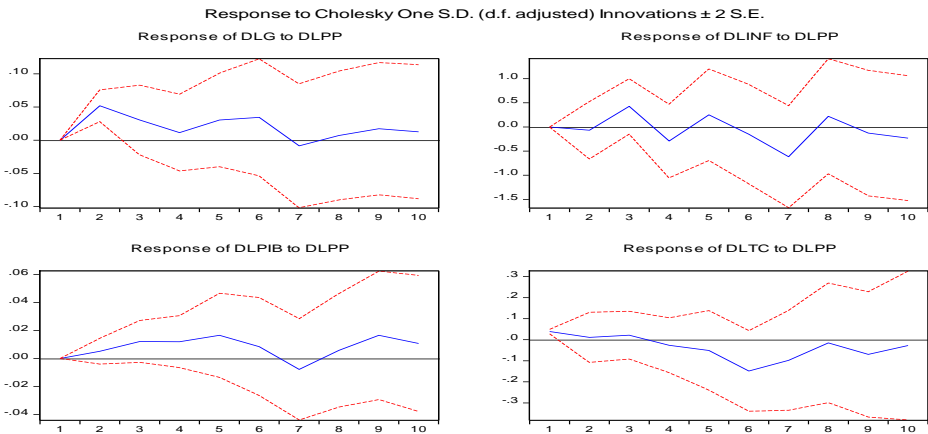 Response to Cholesky One S.D. (d.f. adjusted) Innovations ± 2 S.E.
Response of DLG to DLPP
.10
.05
.00
-.05
-.10
1 2 3 4 5 6 7 8 9 10
Response of DLINF to DLPP
1.0
0.5
0.0
-0.5
-1.0
-1.5
1 2 3 4 5 6 7 8 9 10
Response of DLPIB to DLPP
.06
.04
.02
.00
-.02
-.04
1 2 3 4 5 6 7 8 9 10
Response of DLTC to DLPP
.3
.2
.1
.0
-.1
-.2
-.3
1 2 3 4 5 6 7 8 9 10